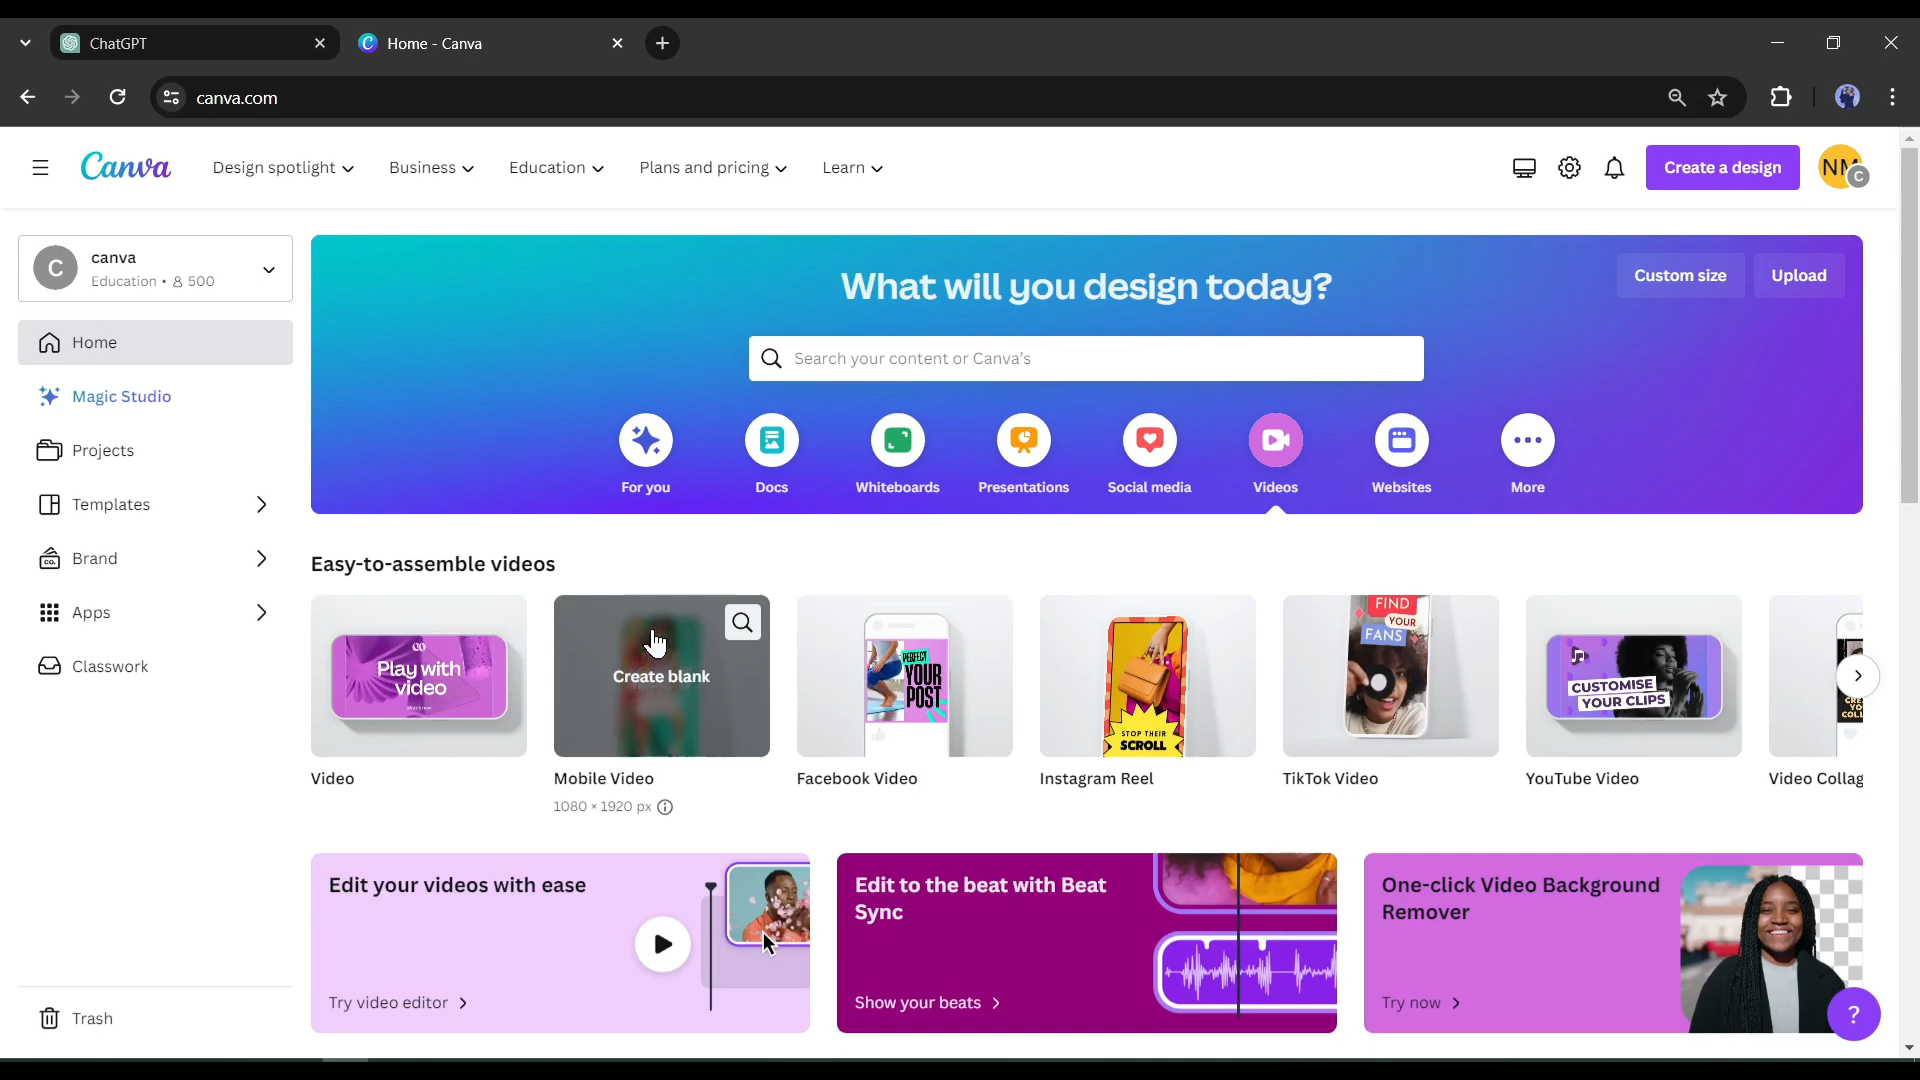 ChatGPT
Home - Canva
canva.com
Canva
Design spotlight
Business
Education
Plans and pricing
Learn
Create a design
NM
C
C
canva
Education • 500
Home
Magic Studio
Projects
Templates
Brand
Apps
Classwork
Trash
What will you design today?
Custom size
Upload
Search your content or Canva's
For you
Docs
Whiteboards
Presentations
Social media
Videos
Websites
More
Easy-to-assemble videos
Play with
video
Create blank
PERFECT
YOUR
POST
STOP THEIR
SCROLL
FIND
YOUR
FANS
CUSTOMISE
YOUR CLIPS
Video
Mobile Video
1080 × 1920 px
Facebook Video
Instagram Reel
TikTok Video
YouTube Video
Video Collag
Edit your videos with ease
Try video editor
Edit to the beat with Beat
Sync
Show your beats
One-click Video Background
Remover
Try now
?